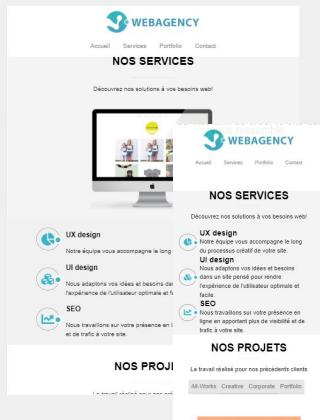 WEBAGENCY
Accueil Services Portfolio Contact
NOS SERVICES
Découvrez nos solutions à vos besoins web!
UX design
Notre équipe vous accompagne le long
UI design
Nous adaptons vos idées et besoins da
l'expérience de l'utilisateur optimale et f
SEO
Nous travaillons sur votre présence en l
et de trafic à votre site.
NOS PROJ
WEBAGENCY
Accueil Services Portfolio Contact
NOS SERVICES
Découvrez nos solutions à vos besoins web!
UX design
Notre équipe vous accompagne le long
du processus créatif de votre site.
UI design
Nous adaptons vos idées et besoins
dans un site pensé pour rendre
l'expérience de l'utilisateur optimale et
facile.
SEO
Nous travaillons sur votre présence en
ligne en apportant plus de visibilité et de
trafic à votre site.
NOS PROJETS
Le travail réalisé pour nos précédents clients
All-Works Creative Corporate Portfolio